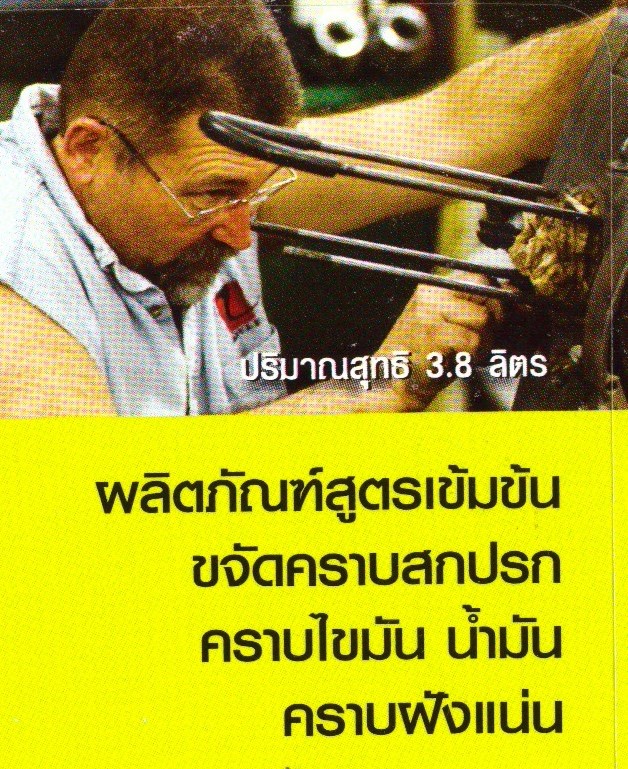 ปริมาณสุทธิ 3.8 ลิตร
ผลิตภัณฑ์สูตรเข้มข้น
ขจัดคราบสกปรก
คราบไขมัน น้ำมัน
คราบฝังแน่น